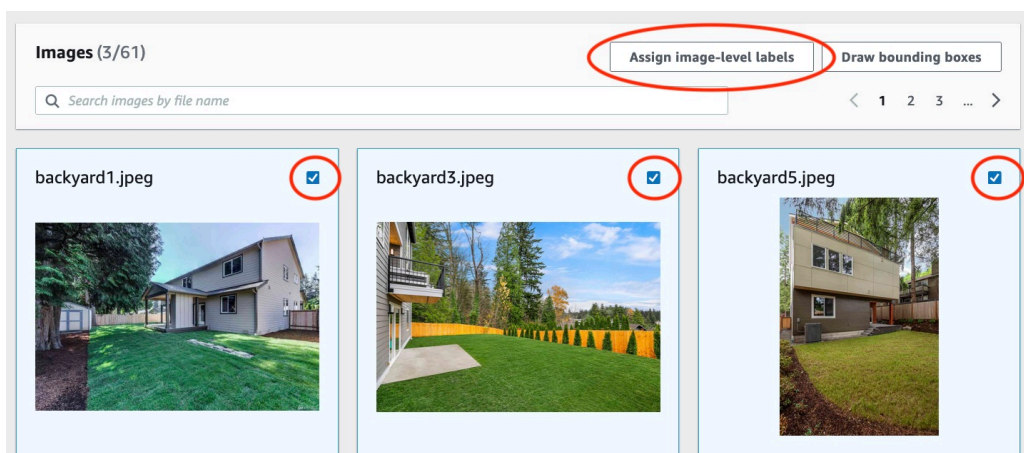 Images (3/61)
Assign image-level labels
Draw bounding boxes
Search images by file name
1 2 3 ...
backyard1.jpeg
backyard3.jpeg
backyard5.jpeg